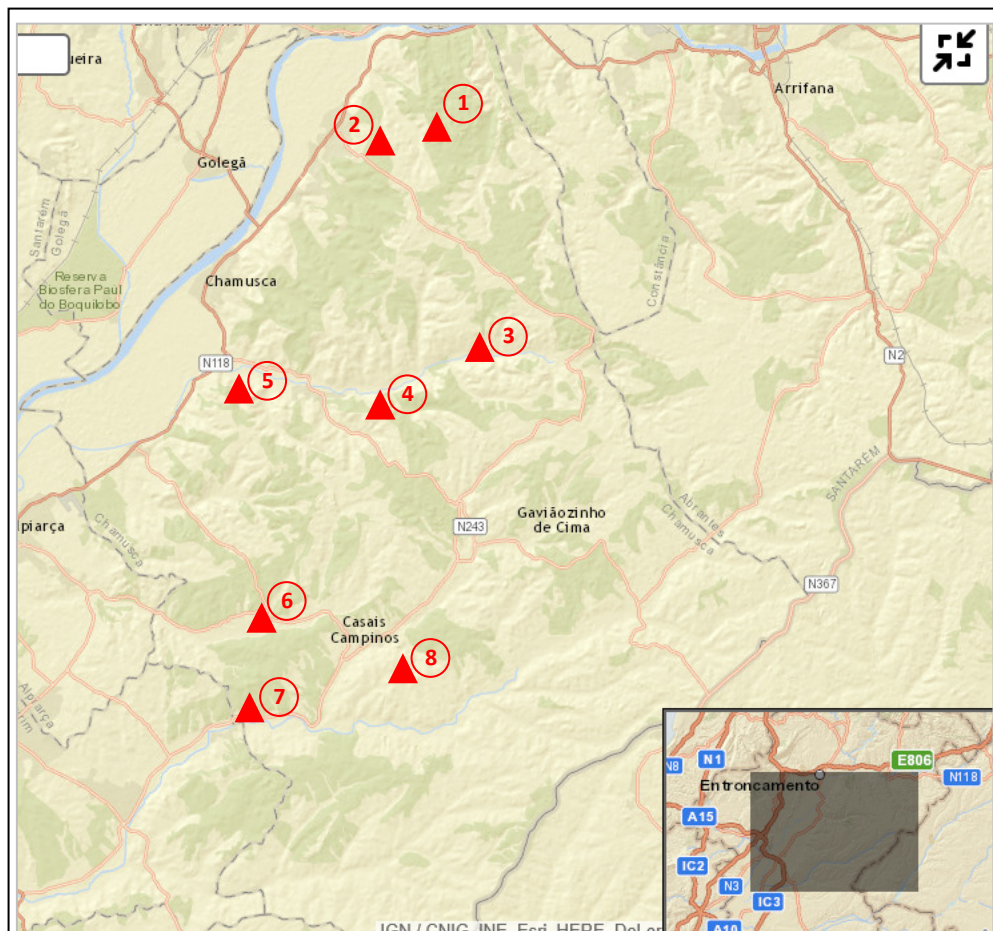 ueira
Arrifana
1
2
Golegã
Santarém
Golegã
Constância
Reserva
Biosfera Paul
do Boquilobo
Chamusca
3
N118
N2
5
4
SANTARÉM
lpiarça
Chamusca
N243
Gaviãozinho
de Cima
Abrantes
Chamusca
N367
6
Casais
Campinos
8
7
Alpiarça
rim
N8
N1
E806
Entroncamento
N118
A15
IC2
N3
IC3
A10
IGN / CNIG, INE, Esri, HERE, DeLor